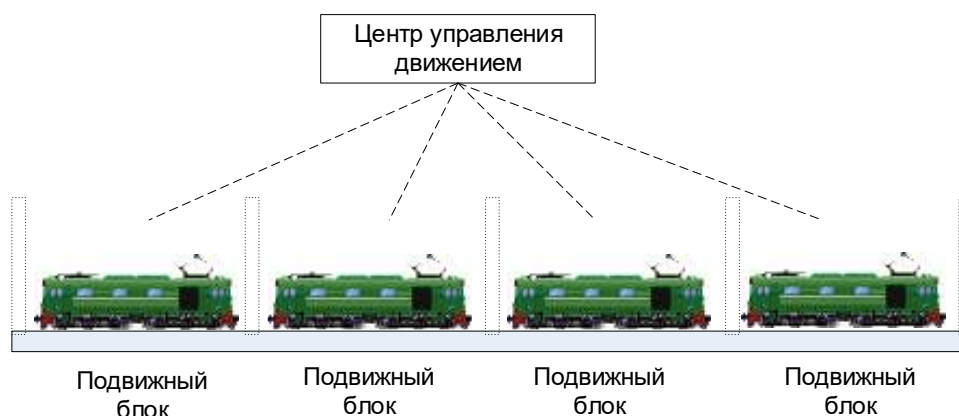 Центр управления
движением
Подвижный
блок
Подвижный
блок
Подвижный
блок
Подвижный
блок